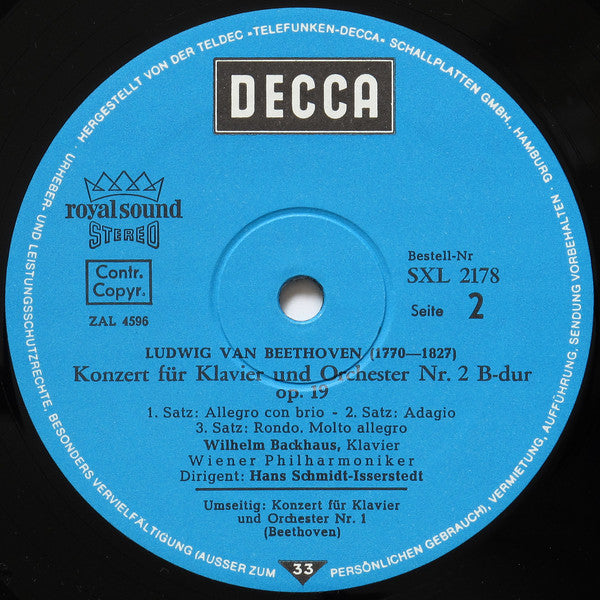 URHEBER- UND LEISTUNGSSCHUTZRECHTE, BESONDERS VERVIELFÄLTIGUNG (AUSSER ZUM PERSÖNLICHEN GEBRAUCH), VERMIETUNG, AUFFÜHRUNG, SENDUNG VORBEHALTEN
· HERGESTELLT VON DER TELDEC »TELEFUNKEN-DECCA« SCHALLPLATTEN GMBH., HAMBURG ·
DECCA
royal sound
STEREO
Contr.
Copyr.
ZAL 4596
Bestell-Nr
SXL 2178
Seite 2
LUDWIG VAN BEETHOVEN (1770—1827)
Konzert für Klavier und Orchester Nr. 2 B-dur
op. 19
1. Satz: Allegro con brio - 2. Satz: Adagio
3. Satz: Rondo. Molto allegro
Wilhelm Backhaus, Klavier
Wiener Philharmoniker
Dirigent: Hans Schmidt-Isserstedt
Umseitig: Konzert für Klavier
und Orchester Nr. 1
(Beethoven)
33